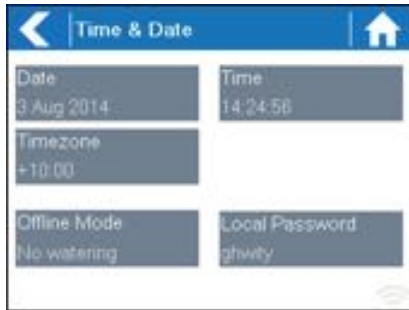 Time & Date
Date
3 Aug 2014
Time
14:24:56
Timezone
+10:00
Offline Mode
No watering
Local Password
ghwity